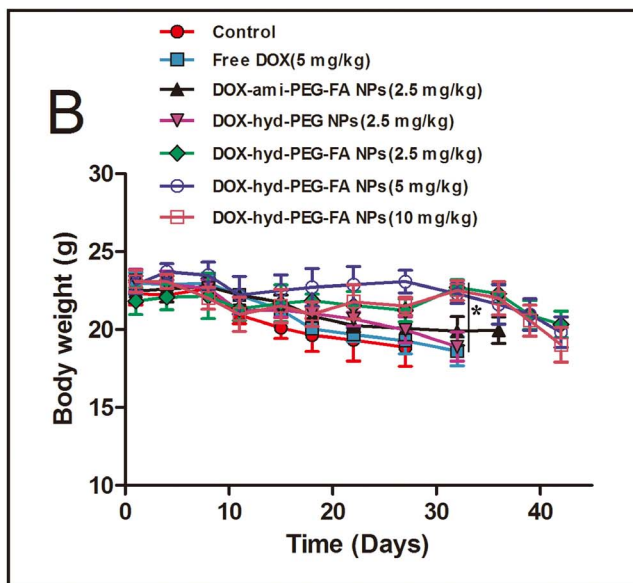 Control
Free DOX(5 mg/kg)
B
DOX-ami-PEG-FA NPs(2.5 mg/kg)
DOX-hyd-PEG NPs(2.5 mg/kg)
DOX-hyd-PEG-FA NPs(2.5 mg/kg)
DOX-hyd-PEG-FA NPs(5 mg/kg)
DOX-hyd-PEG-FA NPs(10 mg/kg)
30
25
20
15
10
Body weight (g)
*
0 10 20 30 40
Time (Days)